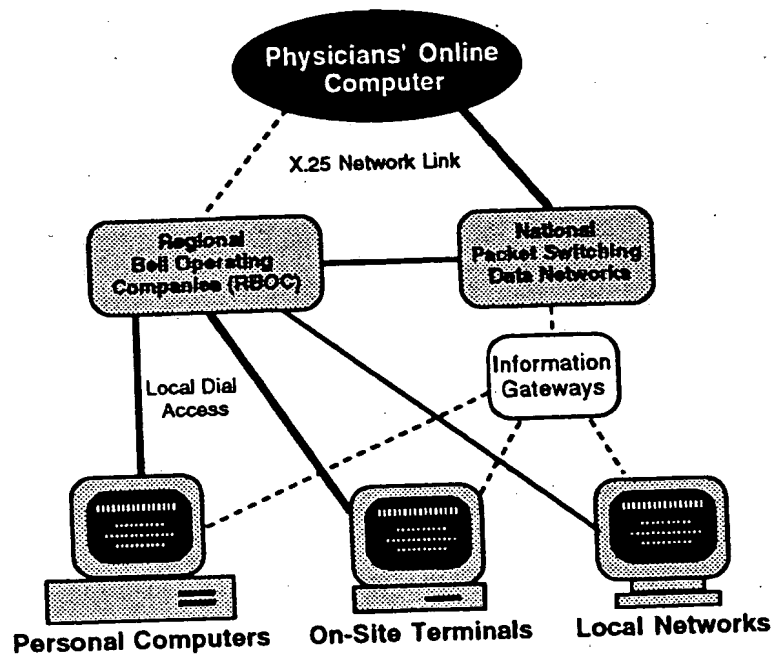 Physicians' Online
Computer
X.25 Network Link
Regional
Bell Operating
Companies (RBOC)
National
Packet Switching
Data Networks
Information
Gateways
Local Dial
Access
Personal Computers
On-Site Terminals
Local Networks